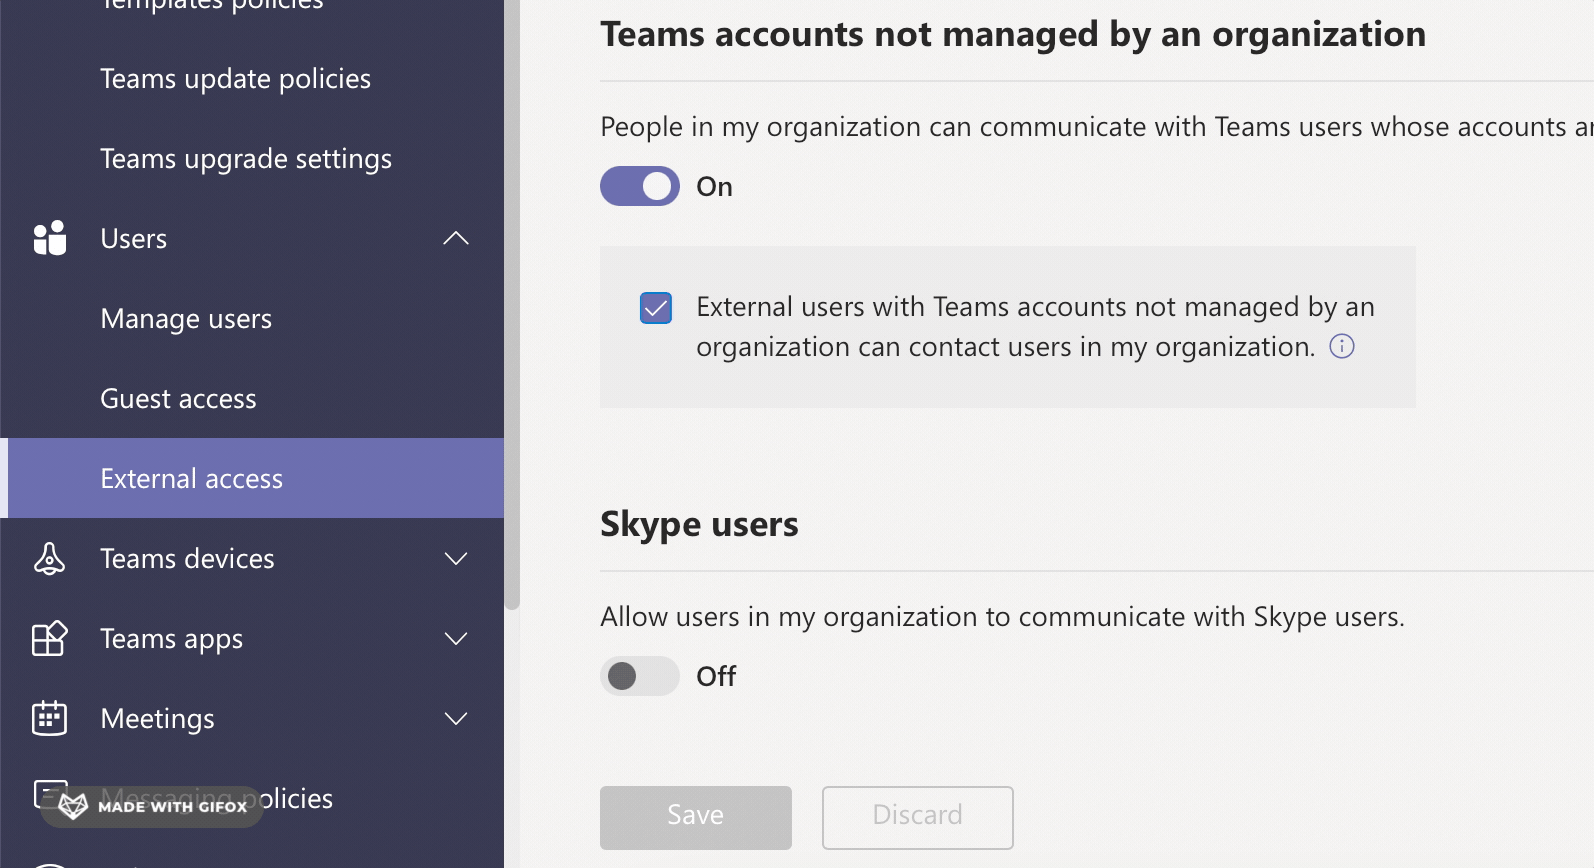 Templates policies
Teams update policies
Teams upgrade settings
Users
Manage users
Guest access
External access
Teams devices
Teams apps
Meetings
Messaging policies
MADE WITH GIFOX
Teams accounts not managed by an organization
People in my organization can communicate with Teams users whose accounts
On
External users with Teams accounts not managed by an
organization can contact users in my organization.
Skype users
Allow users in my organization to communicate with Skype users.
Off
Save
Discard